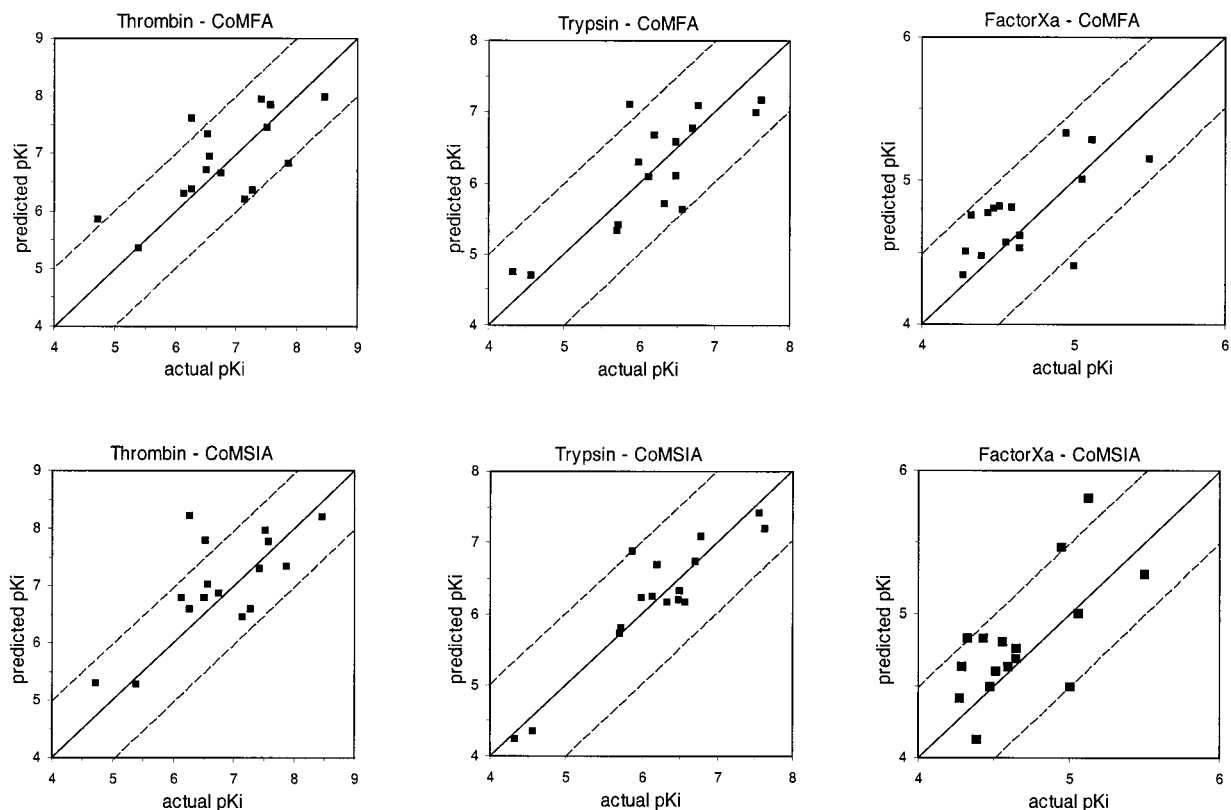 Thrombin - CoMFA
9
8
7
6
5
4
predicted pKi
4 5 6 7 8 9
actual pKi
Trypsin - CoMFA
8
7
6
5
4
predicted pKi
4 5 6 7 8
actual pKi
FactorXa - CoMFA
6
5
4
predicted pKi
4 5 6
actual pKi
Thrombin - CoMSIA
9
8
7
6
5
4
predicted pKi
4 5 6 7 8 9
actual pKi
Trypsin - CoMSIA
8
7
6
5
4
predicted pKi
4 5 6 7 8
actual pKi
FactorXa - CoMSIA
6
5
4
predicted pKi
4 5 6
actual pKi